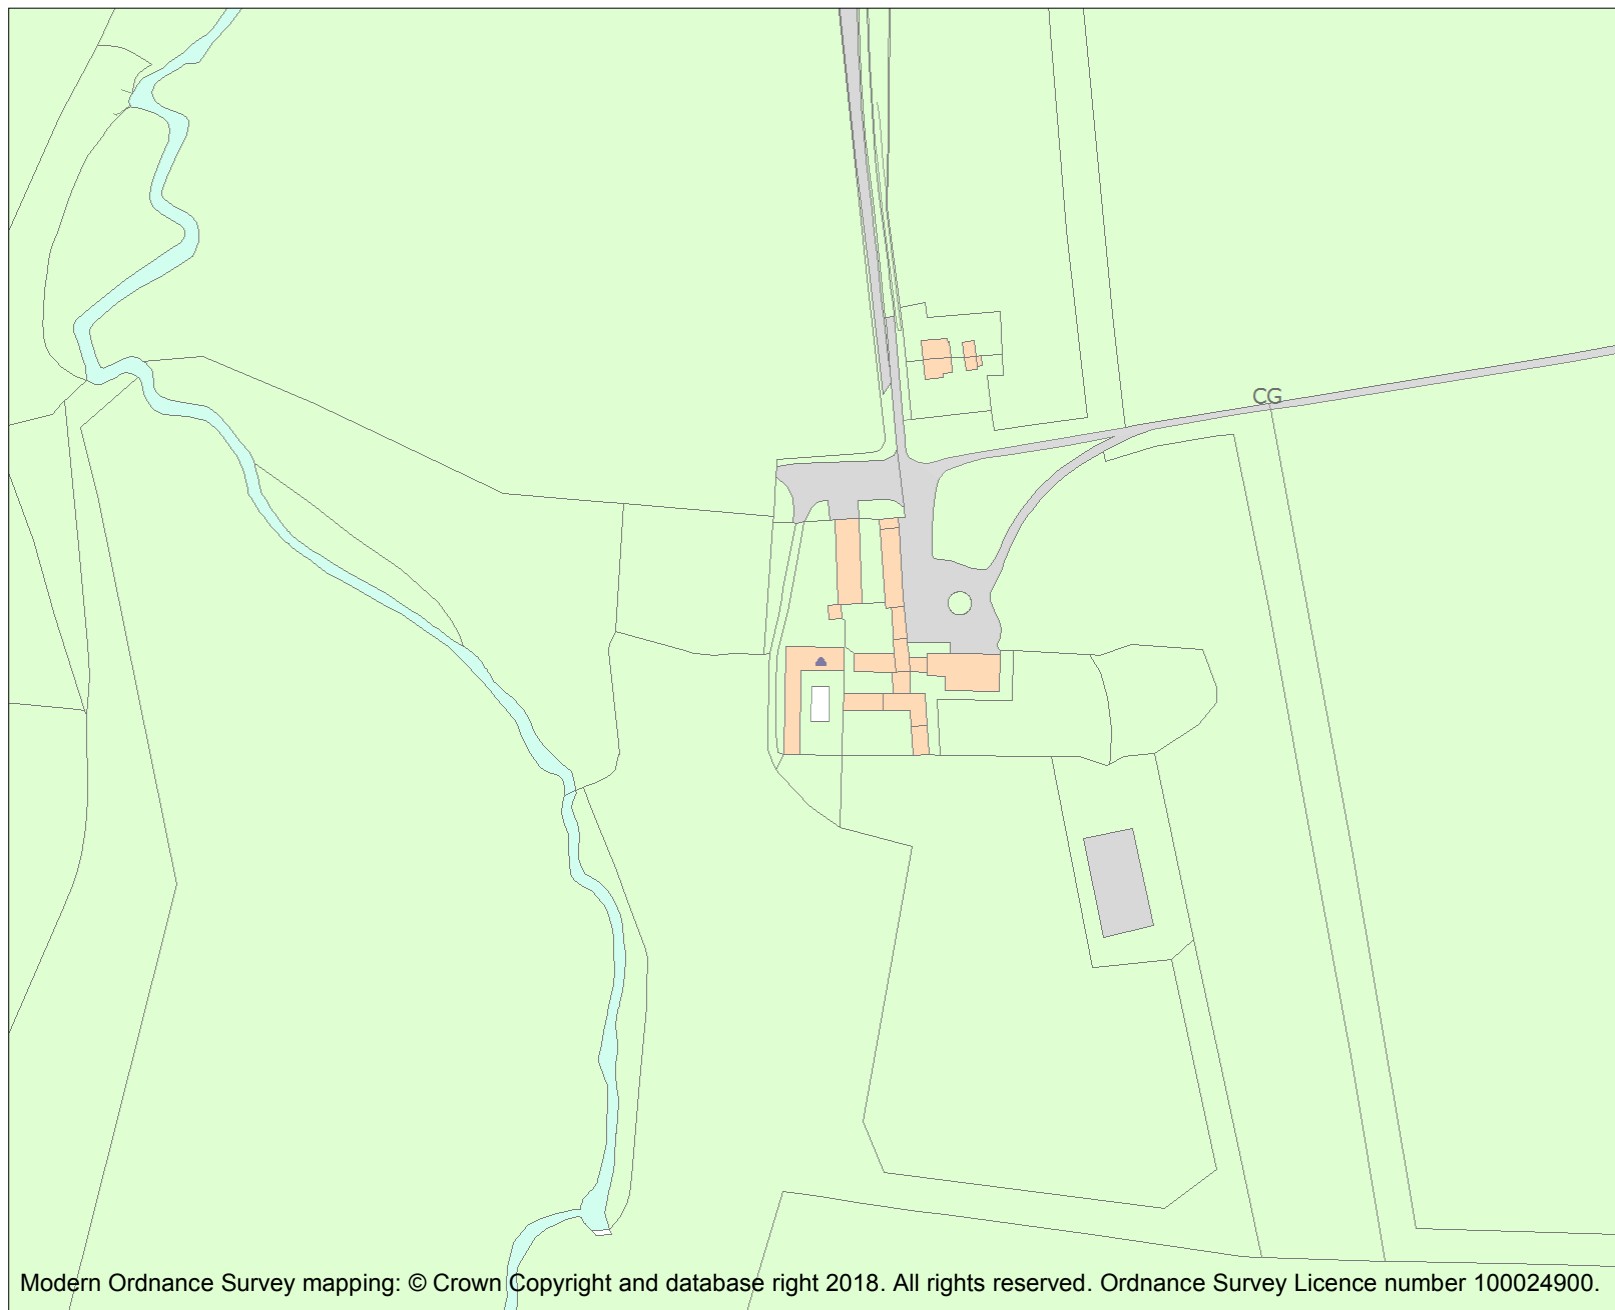 CG
Modern Ordnance Survey mapping: © Crown Copyright and database right 2018. All rights reserved. Ordnance Survey Licence number 100024900.